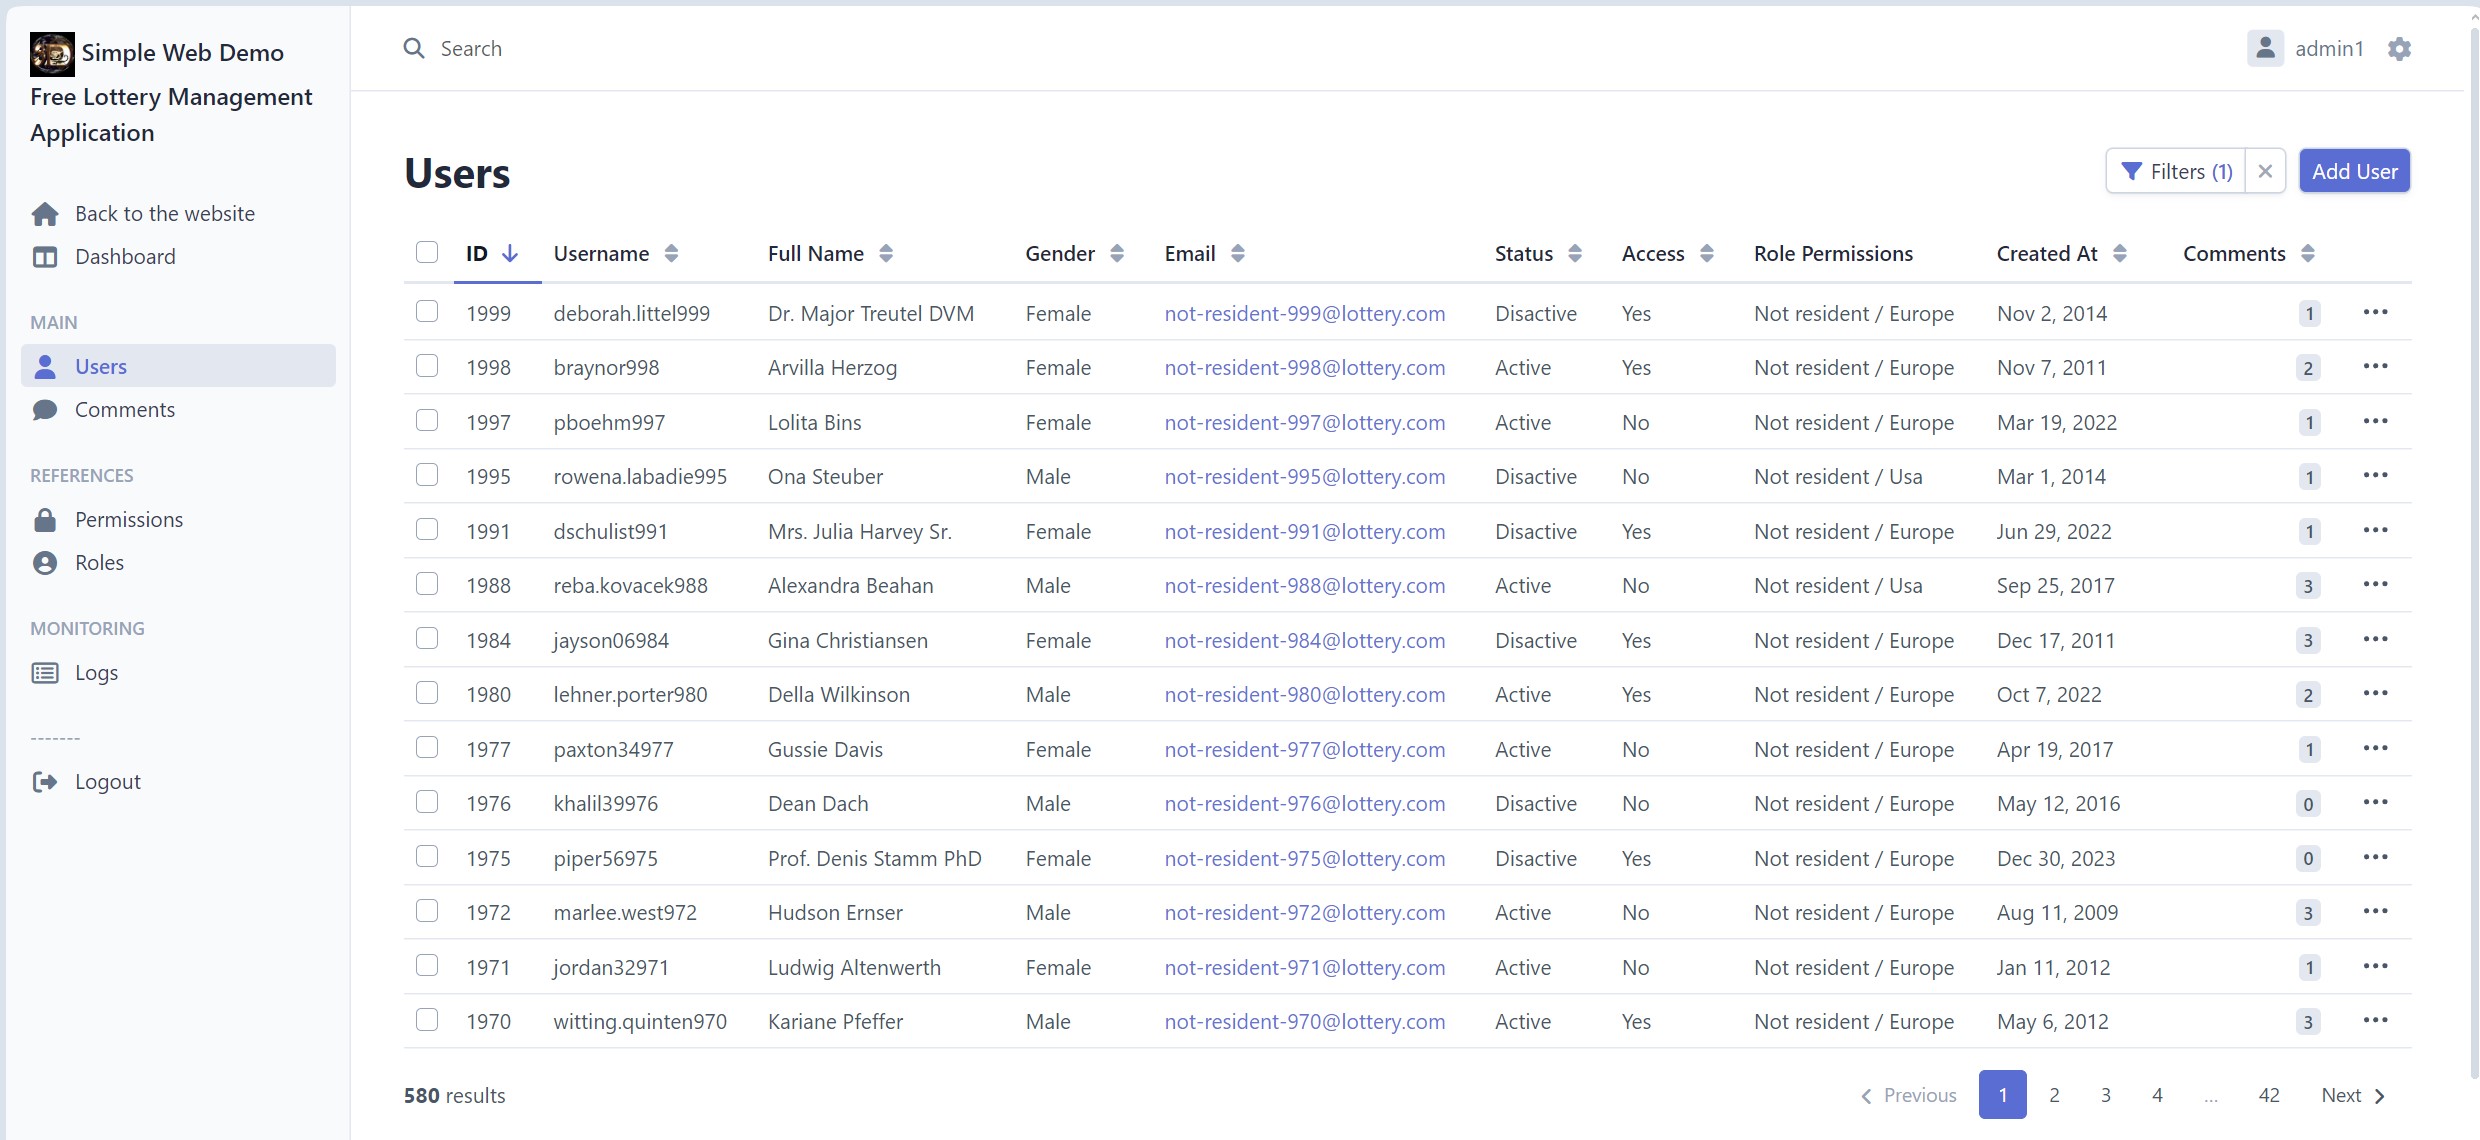 Simple Web Demo
Free Lottery Management
Application
Back to the website
Dashboard
MAIN
Users
Comments
REFERENCES
Permissions
Roles
MONITORING
Logs
-------
Logout
Search
admin1
Users
Filters (1)
Add User
ID Username Full Name Gender Email Status Access Role Permissions Created At Comments
1999 deborah.littel999 Dr. Major Treutel DVM Female not-resident-999@lottery.com Disactive Yes Not resident / Europe Nov 2, 2014 1 ...
1998 braynor998 Arvilla Herzog Female not-resident-998@lottery.com Active Yes Not resident / Europe Nov 7, 2011 2 ...
1997 pboehm997 Lolita Bins Female not-resident-997@lottery.com Active No Not resident / Europe Mar 19, 2022 1 ...
1995 rowena.labadie995 Ona Steuber Male not-resident-995@lottery.com Disactive No Not resident / Usa Mar 1, 2014 1 ...
1991 dschulist991 Mrs. Julia Harvey Sr. Female not-resident-991@lottery.com Disactive Yes Not resident / Europe Jun 29, 2022 1 ...
1988 reba.kovacek988 Alexandra Beahan Male not-resident-988@lottery.com Active No Not resident / Usa Sep 25, 2017 3 ...
1984 jayson06984 Gina Christiansen Female not-resident-984@lottery.com Disactive Yes Not resident / Europe Dec 17, 2011 3 ...
1980 lehner.porter980 Della Wilkinson Male not-resident-980@lottery.com Active Yes Not resident / Europe Oct 7, 2022 2 ...
1977 paxton34977 Gussie Davis Female not-resident-977@lottery.com Active No Not resident / Europe Apr 19, 2017 1 ...
1976 khalil39976 Dean Dach Male not-resident-976@lottery.com Disactive No Not resident / Europe May 12, 2016 0 ...
1975 piper56975 Prof. Denis Stamm PhD Female not-resident-975@lottery.com Disactive Yes Not resident / Europe Dec 30, 2023 0 ...
1972 marlee.west972 Hudson Ernser Male not-resident-972@lottery.com Active No Not resident / Europe Aug 11, 2009 3 ...
1971 jordan32971 Ludwig Altenwerth Female not-resident-971@lottery.com Active No Not resident / Europe Jan 11, 2012 1 ...
1970 witting.quinten970 Kariane Pfeffer Male not-resident-970@lottery.com Active Yes Not resident / Europe May 6, 2012 3 ...
580 results
Previous 1 2 3 4 ... 42 Next